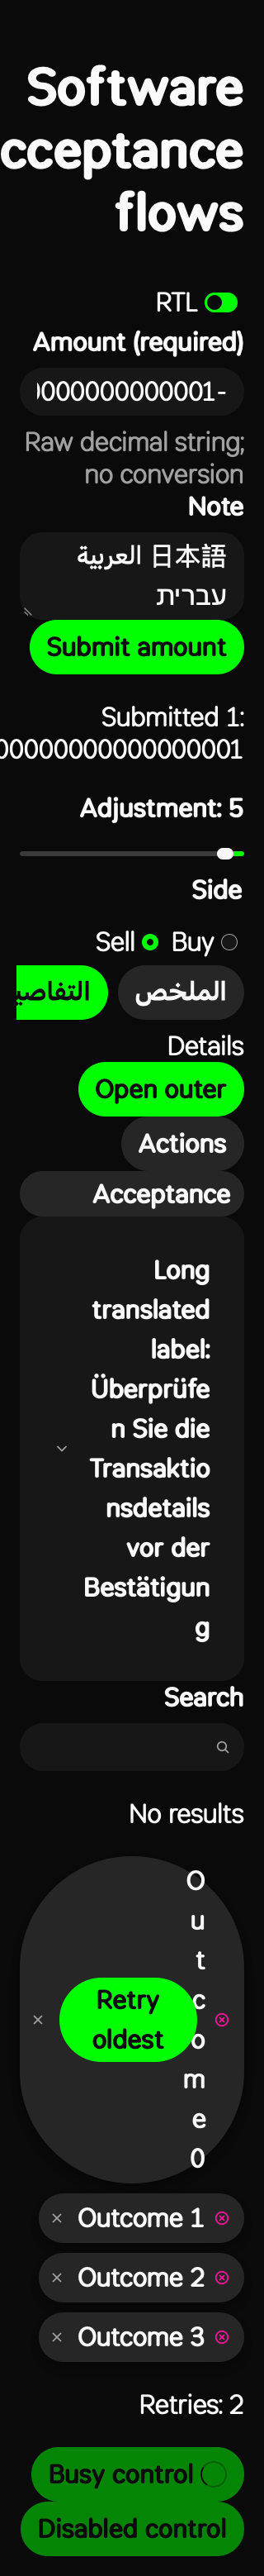 Software
cceptance
flows
RTL
Amount (required)
0000000000001-
Raw decimal string;
no conversion
Note
العربية 日本語
עברית
Submit amount
Submitted 1:
00000000000000001
Adjustment: 5
Side
Sell Buy
الملخص التفاصي
Details
Open outer
Actions
Acceptance
Long
translated
label:
Überprüfe
n Sie die
Transaktio
nsdetails
vor der
Bestätigun
g
Search
No results
O
u
t
c
o
m
e
0
Retry
oldest
Outcome 1
Outcome 2
Outcome 3
Retries: 2
Busy control
Disabled control